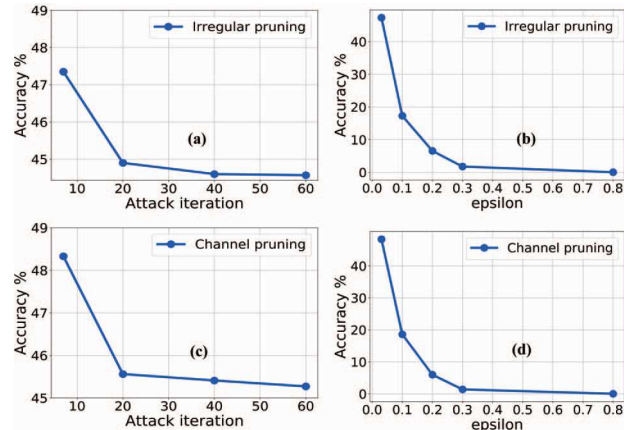 49
48
47
46
45
Accuracy %
Irregular pruning
(a)
10 20 30 40 50 60
Attack iteration
40
30
20
10
0
Accuracy %
Irregular pruning
(b)
0.0 0.1 0.2 0.3 0.4 0.5 0.6 0.7 0.8
epsilon
49
48
47
46
45
Accuracy %
Channel pruning
(c)
10 20 30 40 50 60
Attack iteration
40
30
20
10
0
Accuracy %
Channel pruning
(d)
0.0 0.1 0.2 0.3 0.4 0.5 0.6 0.7 0.8
epsilon